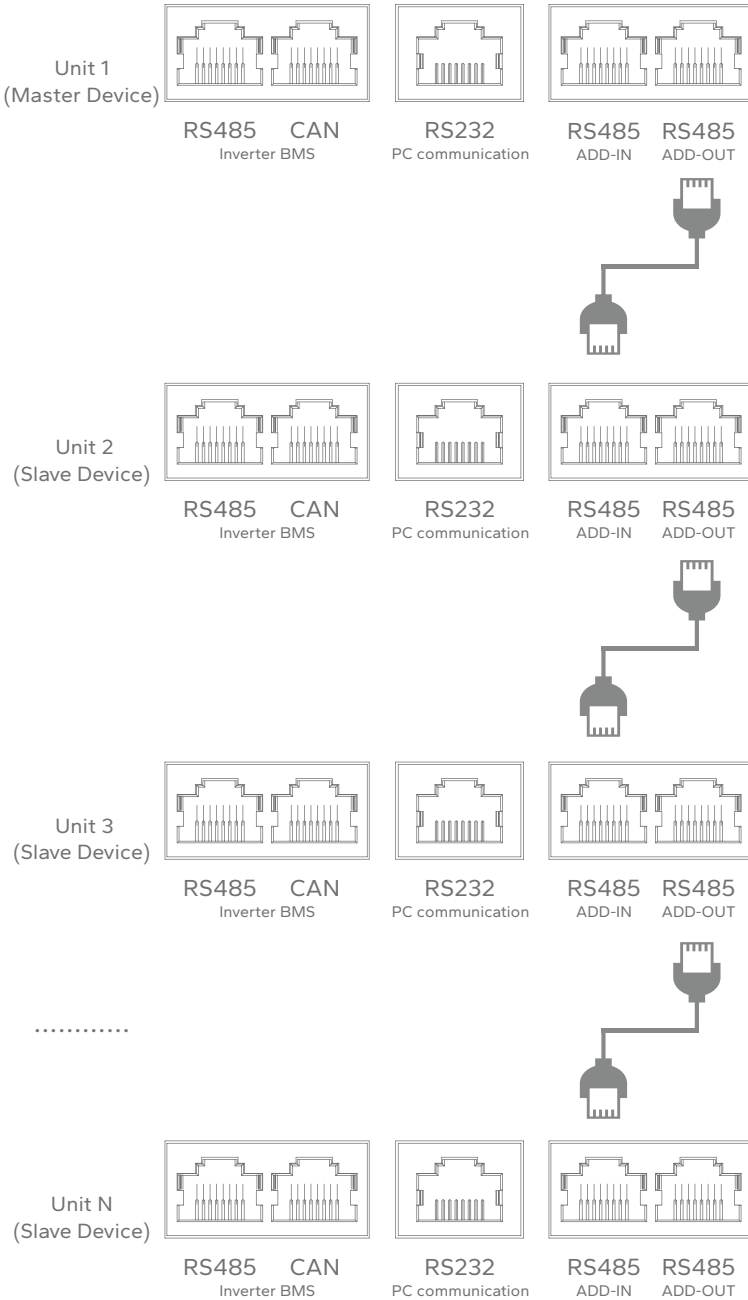 Unit 1
(Master Device)
RS485 CAN RS232 RS485 RS485
Inverter BMS PC communication ADD-IN ADD-OUT
Unit 2
(Slave Device)
RS485 CAN RS232 RS485 RS485
Inverter BMS PC communication ADD-IN ADD-OUT
Unit 3
(Slave Device)
RS485 CAN RS232 RS485 RS485
Inverter BMS PC communication ADD-IN ADD-OUT
............
Unit N
(Slave Device)
RS485 CAN RS232 RS485 RS485
Inverter BMS PC communication ADD-IN ADD-OUT